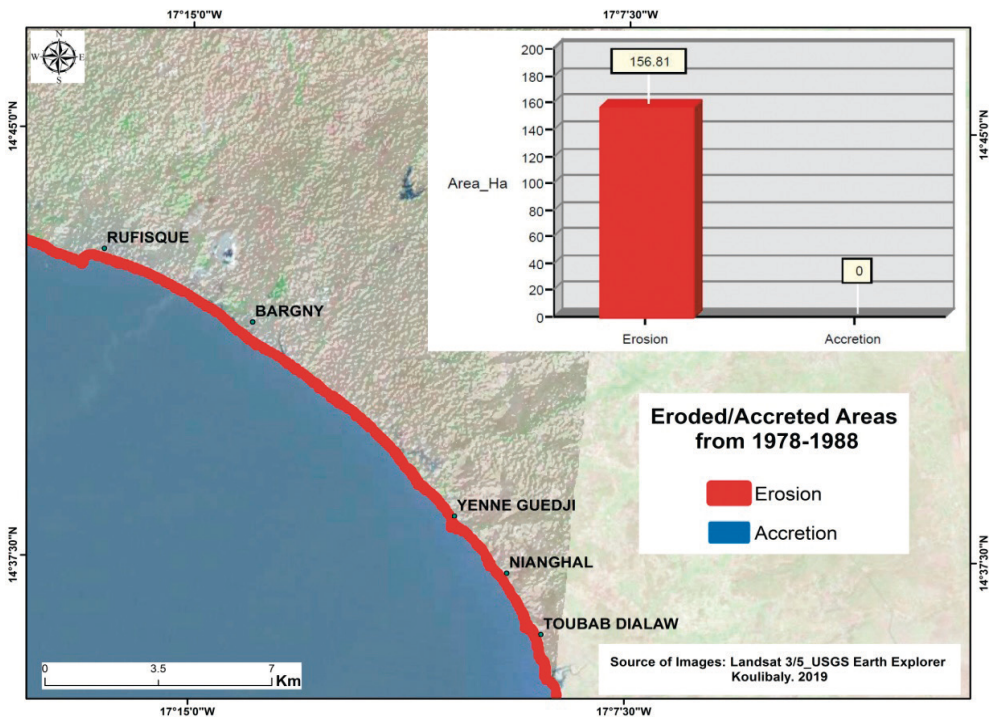 17°15'0"W
17°7'30"W
N
W
E
S
14°45'0"N
14°45'0"N
200
180
160
140
120
100
80
60
40
20
0
Area_Ha
156.81
0
Erosion
Accretion
RUFISQUE
BARGNY
YENNE GUEDJI
NIANGHAL
TOUBAB DIALAW
Eroded/Accreted Areas
from 1978-1988
Erosion
Accretion
14°37'30"N
14°37'30"N
Source of Images: Landsat 3/5_USGS Earth Explorer
Koulibaly. 2019
0 3.5 7
Km
17°15'0"W
17°7'30"W